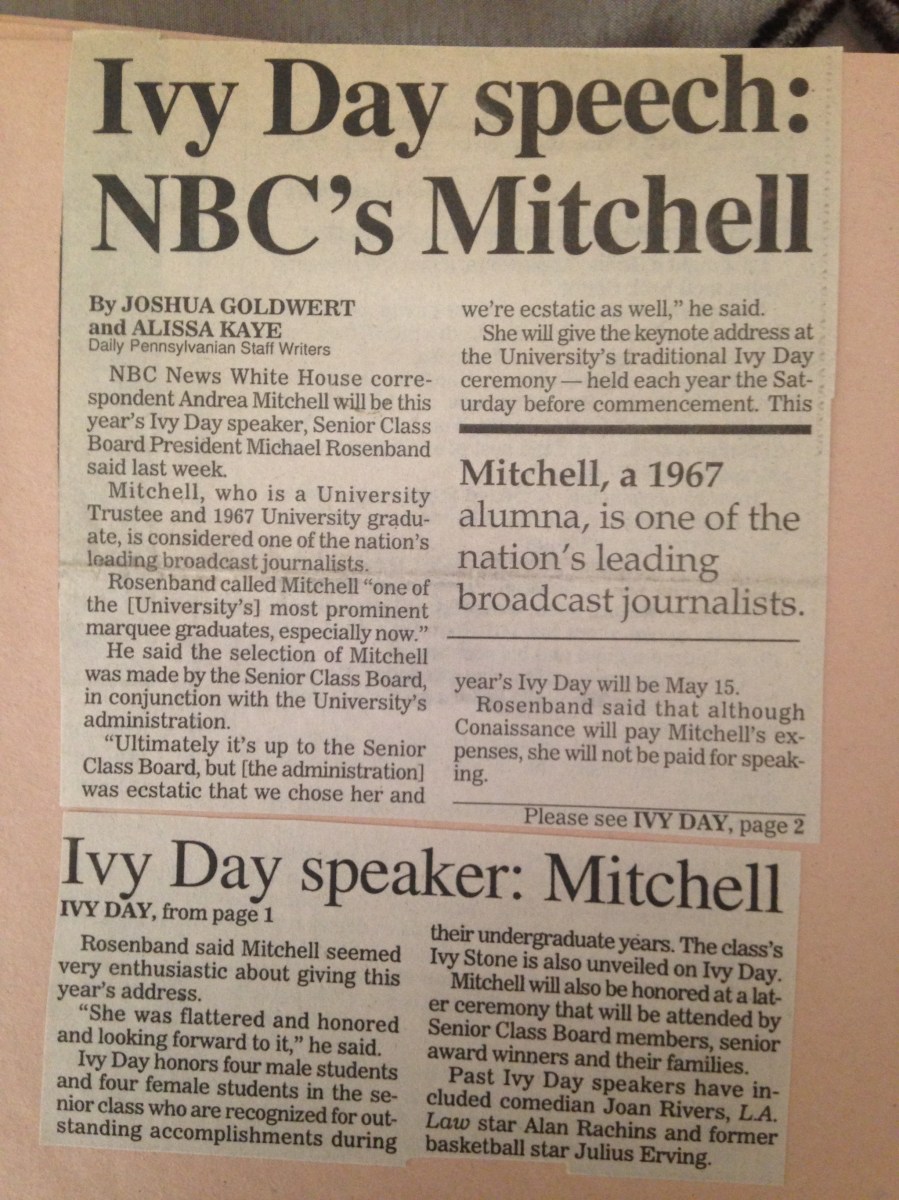 Ivy Day speech:
NBC's Mitchell
By JOSHUA GOLDWERT
and ALISSA KAYE
Daily Pennsylvanian Staff Writers
NBC News White House corre-
spondent Andrea Mitchell will be this
year's Ivy Day speaker, Senior Class
Board President Michael Rosenband
said last week.
Mitchell, who is a University
Trustee and 1967 University gradu-
ate, is considered one of the nation's
leading broadcast journalists.
Rosenband called Mitchell "one of
the [University's] most prominent
marquee graduates, especially now."
He said the selection of Mitchell
was made by the Senior Class Board,
in conjunction with the University's
administration.
"Ultimately it's up to the Senior
Class Board, but [the administration]
was ecstatic that we chose her and
we're ecstatic as well," he said.
She will give the keynote address at
the University's traditional Ivy Day
ceremony — held each year the Sat-
urday before commencement. This
Mitchell, a 1967
alumna, is one of the
nation's leading
broadcast journalists.
year's Ivy Day will be May 15.
Rosenband said that although
Conaissance will pay Mitchell's ex-
penses, she will not be paid for speak-
ing.
Please see IVY DAY, page 2
Ivy Day speaker: Mitchell
IVY DAY, from page 1
Rosenband said Mitchell seemed
very enthusiastic about giving this
year's address.
"She was flattered and honored
and looking forward to it," he said.
Ivy Day honors four male students
and four female students in the se-
nior class who are recognized for out-
standing accomplishments during
their undergraduate years. The class's
Ivy Stone is also unveiled on Ivy Day.
Mitchell will also be honored at a lat-
er ceremony that will be attended by
Senior Class Board members, senior
award winners and their families.
Past Ivy Day speakers have in-
cluded comedian Joan Rivers, L.A.
Law star Alan Rachins and former
basketball star Julius Erving.